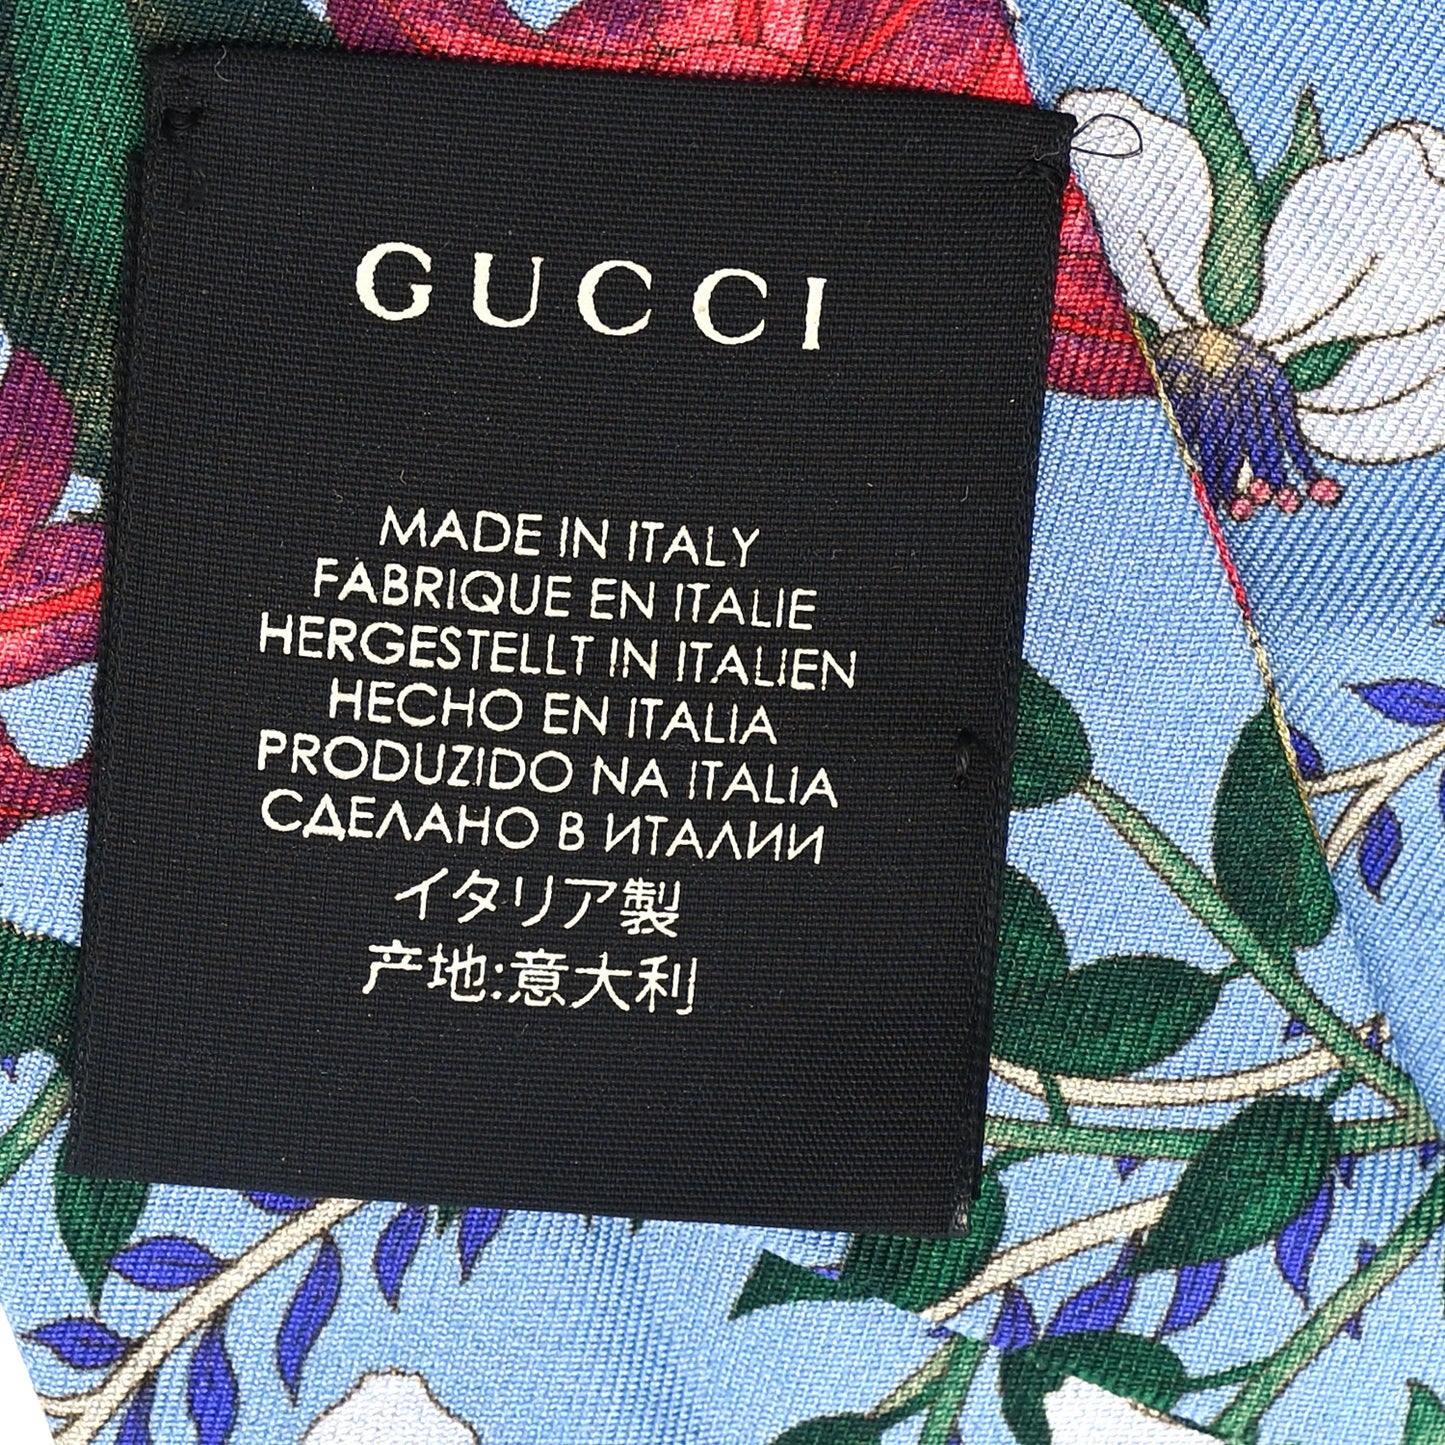 GUCCI
MADE IN ITALY
FABRIQUE EN ITALIE
HERGESTELLT IN ITALIEN
HECHO EN ITALIA
PRODUZIDO NA ITALIA
СДЕЛАНО В ИТАЛИИ
イタリア製
产地:意大利